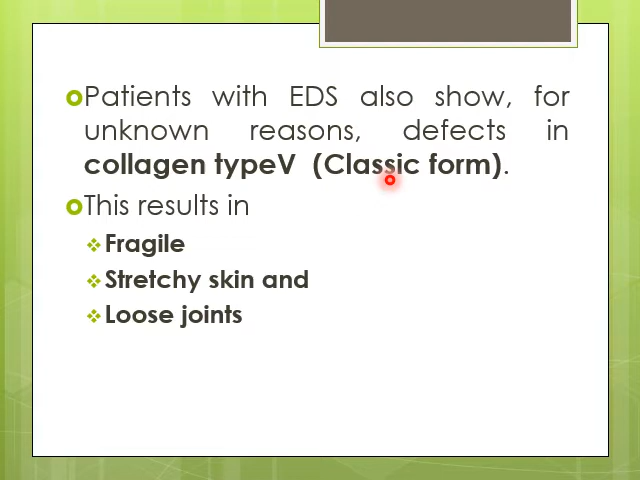 Patients with EDS also show, for
unknown reasons, defects in
collagen typeV (Classic form).
This results in
Fragile
Stretchy skin and
Loose joints